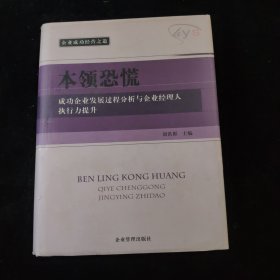 企业成功经营之道
本领恐慌
成功企业发展过程分析与企业经理人
执行力提升
主编
BEN LING KONG HUANG
QIYE CHENGGONG
JINGYING ZHIDAO
企业管理出版社